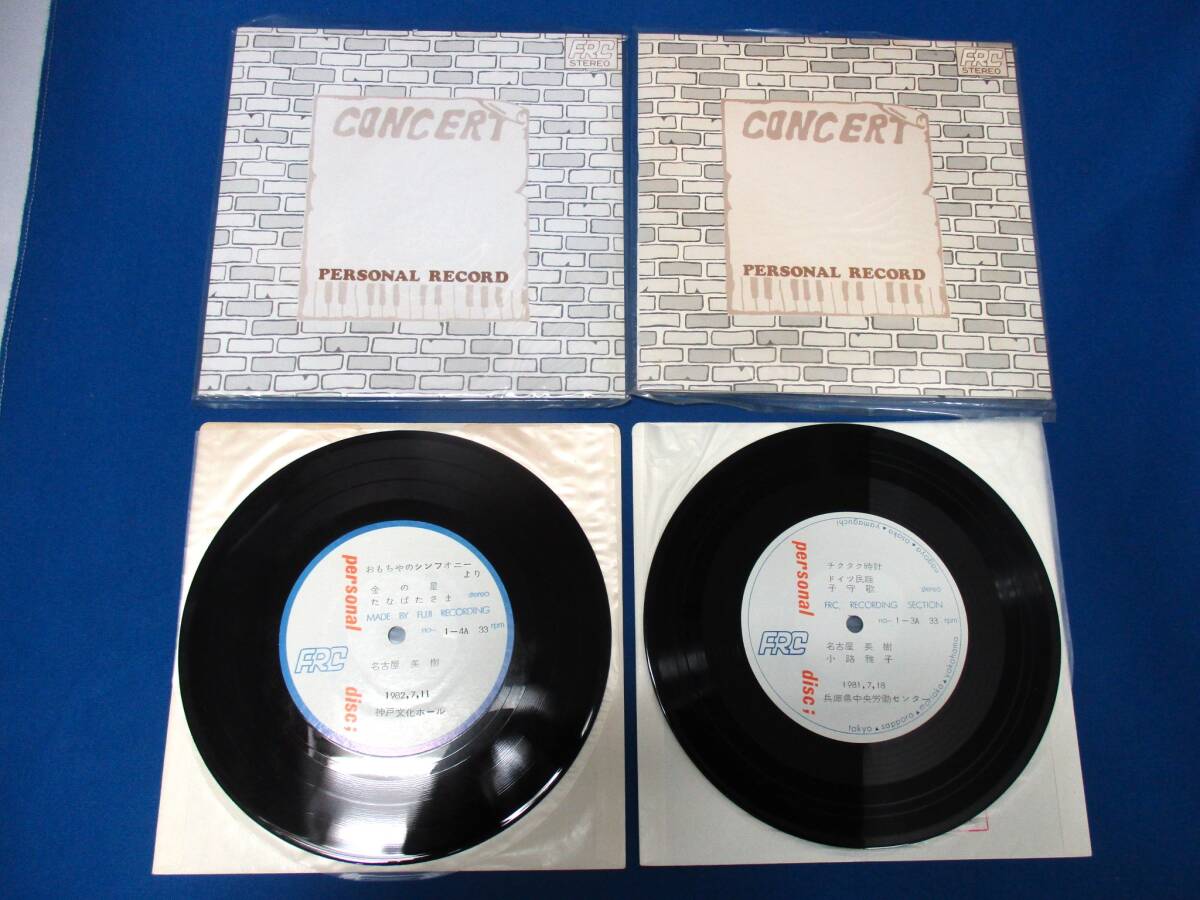 FRC
STEREO
CONCERT
PERSONAL RECORD
FRC
STEREO
CONCERT
PERSONAL RECORD
おもちやのシンフオニー
より
金の星
たなばたさま
stereo
MADE BY FUJI RECORDING
no― 1―4A 33 rpm
personal disc;
FRC
名古屋 英樹
1982,7,11
神戸文化ホール
nagoya ▲ osaka ▲ yamaguchi
チクタク時計
ドイツ民謡
子守歌
stereo
FRC. RECORDING SECTION
no― 1―3A 33 rpm
personal disc;
FRC
名古屋 英樹
小路 雅子
1981,7,18
兵庫県中央労働センター
tokyo ▲ sapporo ▲ morioka ▲ yokohama